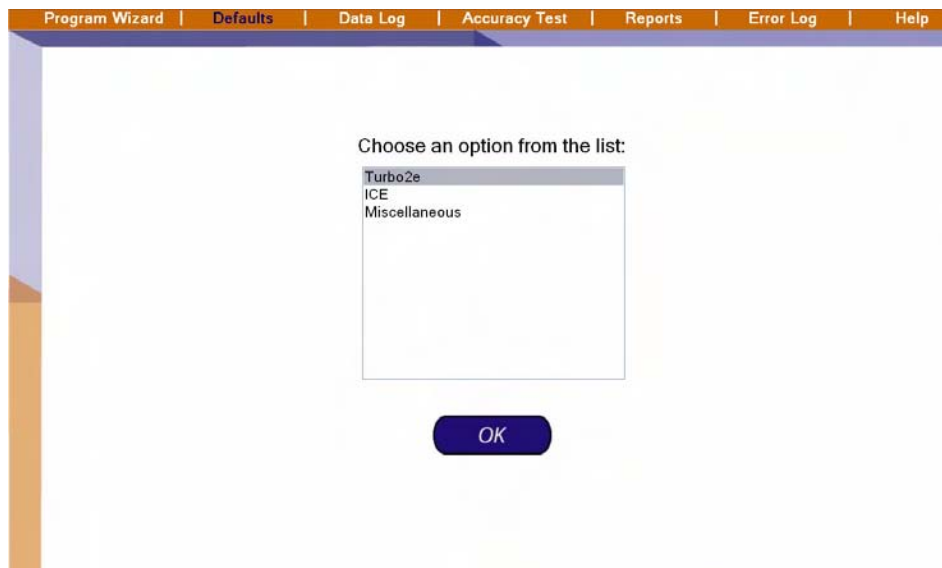 Program Wizard | Defaults | Data Log | Accuracy Test | Reports | Error Log | Help
Choose an option from the list:
Turbo2e
ICE
Miscellaneous
OK